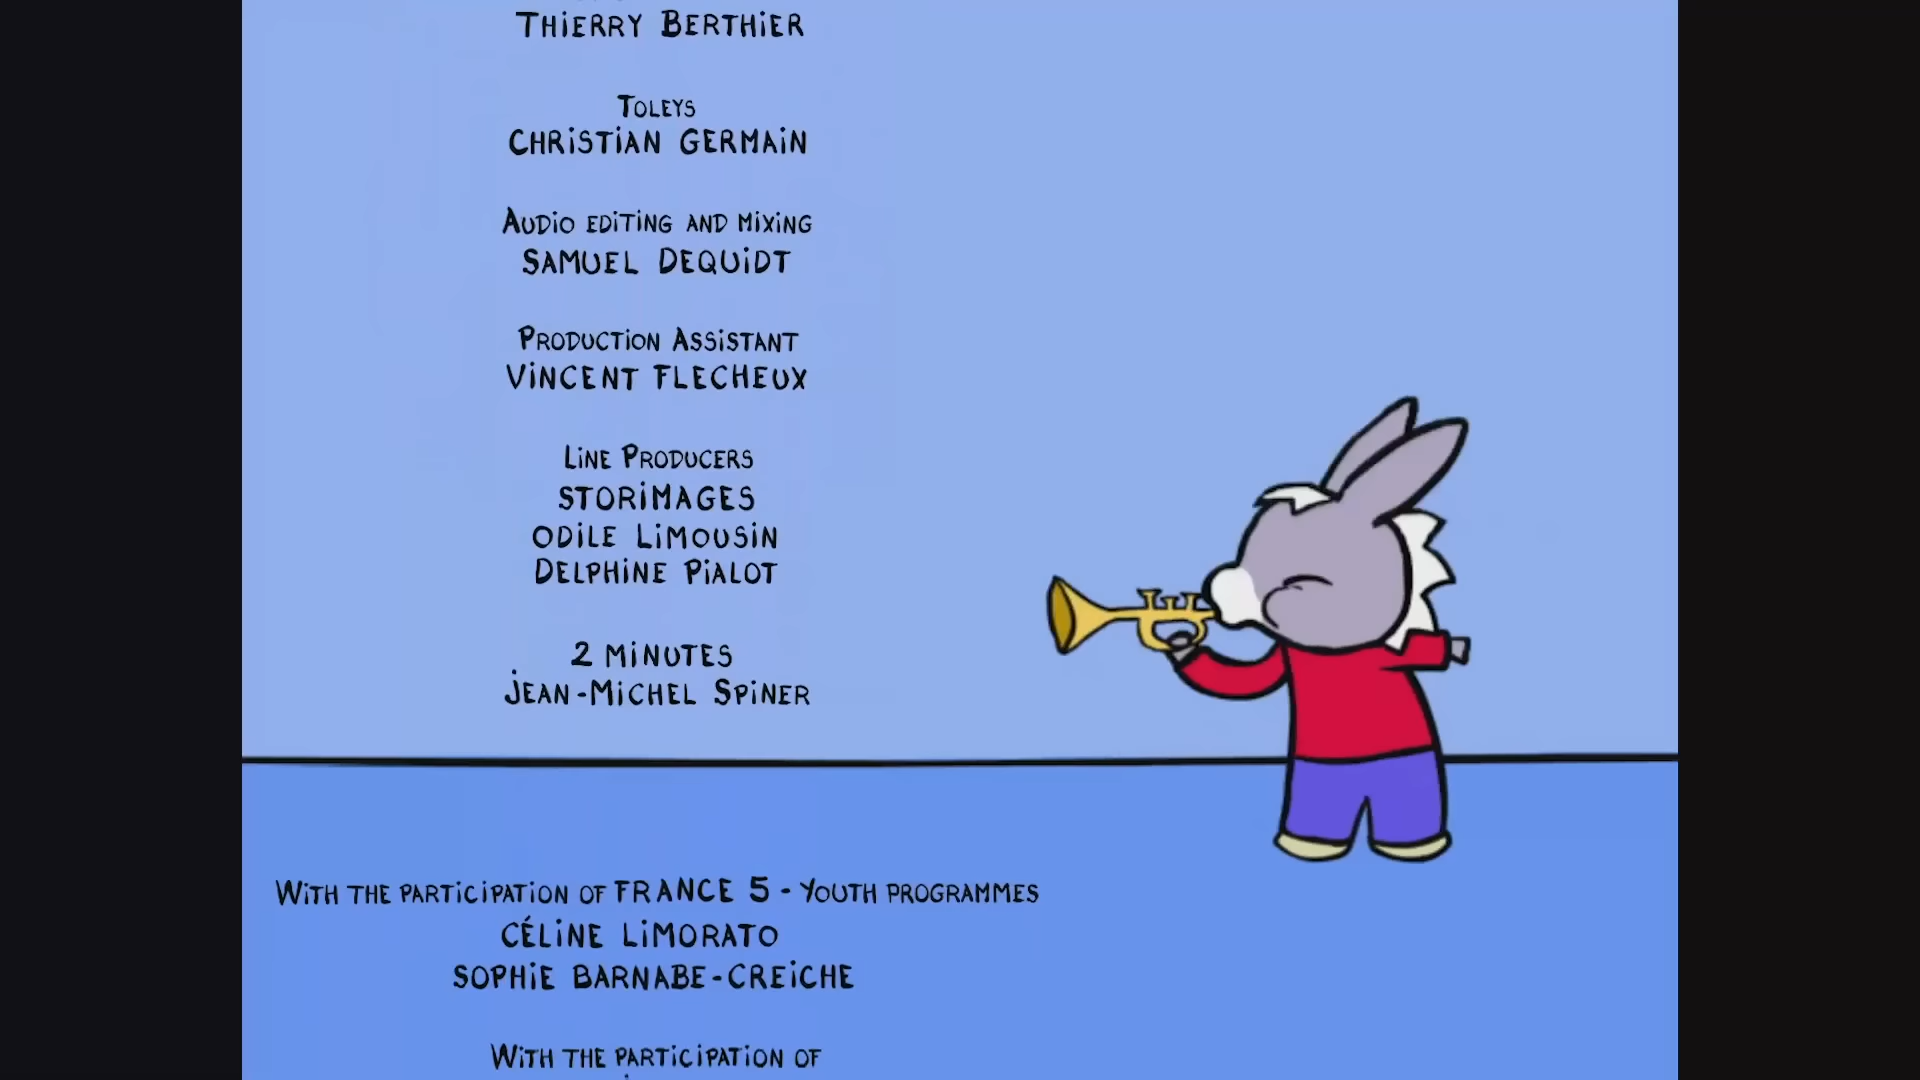 Thierry Berthier
Toleys
Christian Germain
Audio editing and mixing
Samuel Dequidt
Production Assistant
Vincent Flecheux
Line Producers
STORIMAGES
Odile Limousin
Delphine Pialot
2 MINUTES
Jean-Michel Spiner
With the participation of FRANCE 5 - Youth programmes
Céline Limorato
Sophie Barnabe-Creiche
With the participation of